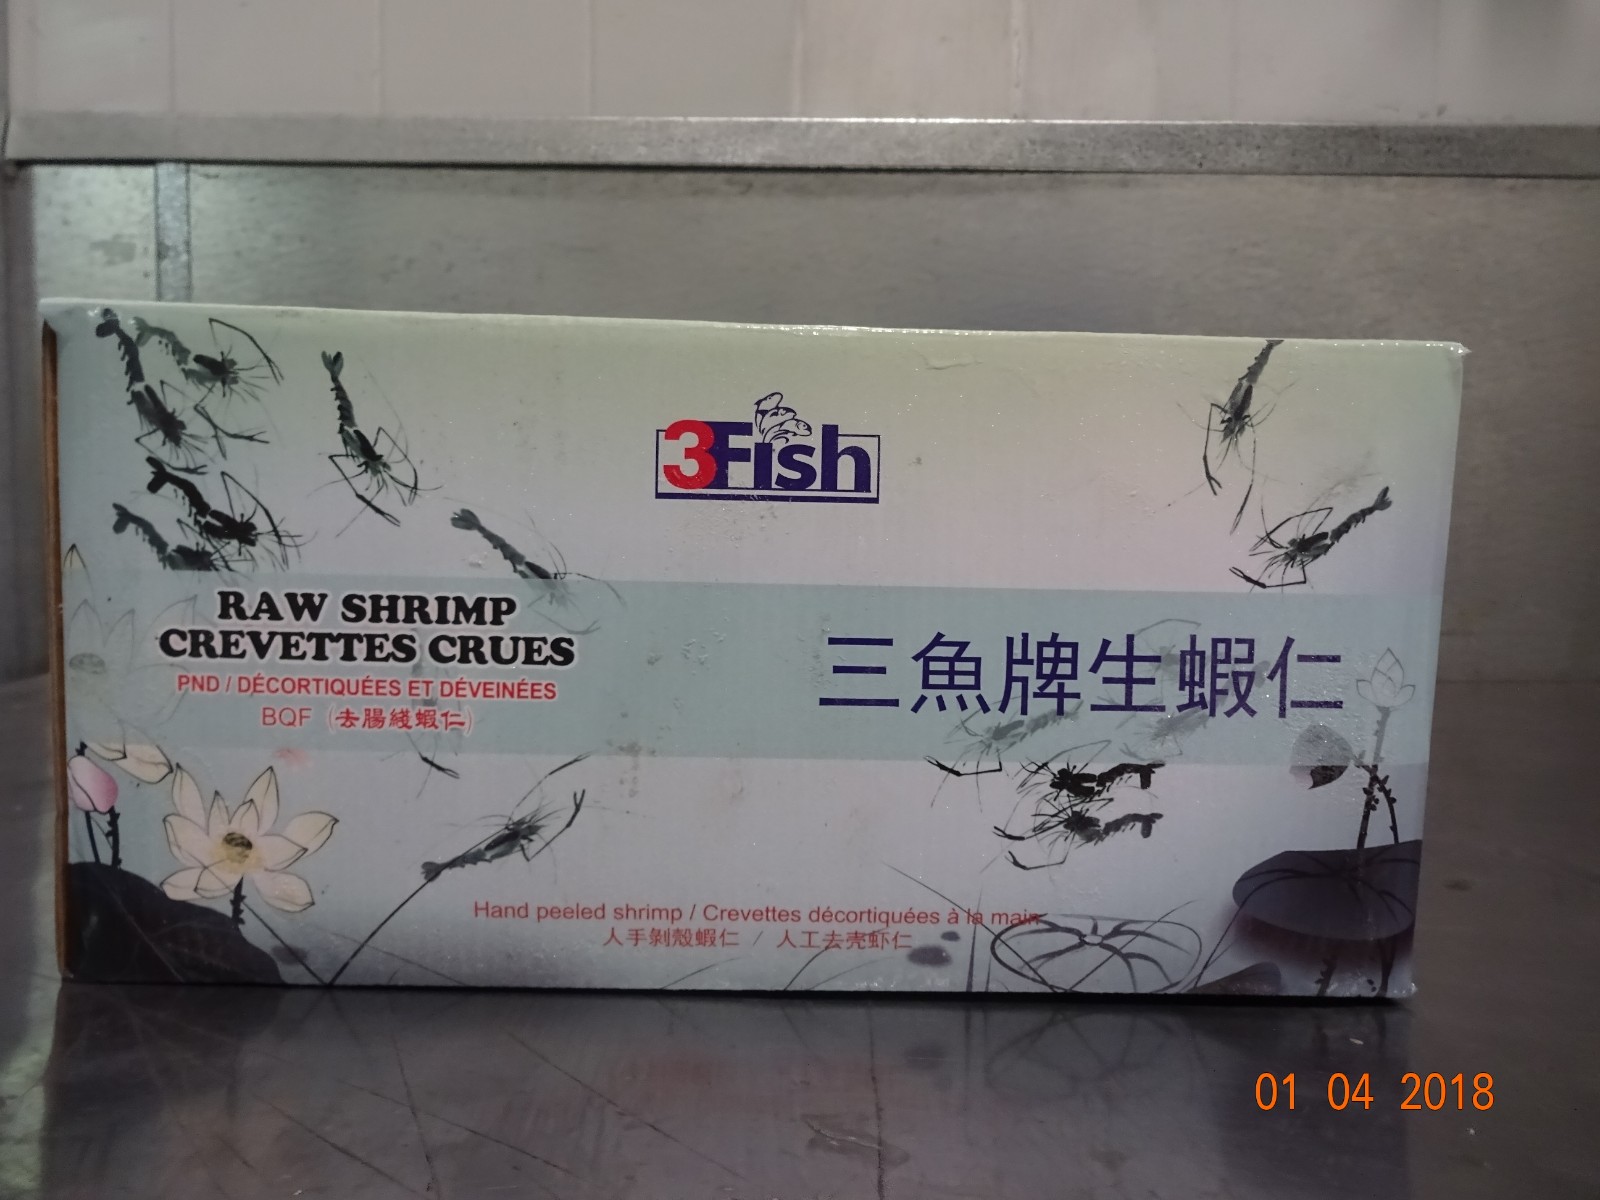 3Fish
RAW SHRIMP
CREVETTES CRUES
PND / DÉCORTIQUÉES ET DÉVEINÉES
BQF (去腸綫蝦仁)
三魚牌生蝦仁
Hand peeled shrimp / Crevettes décortiquées à la main
人手剝殼蝦仁 / 人工去壳虾仁
01 04 2018